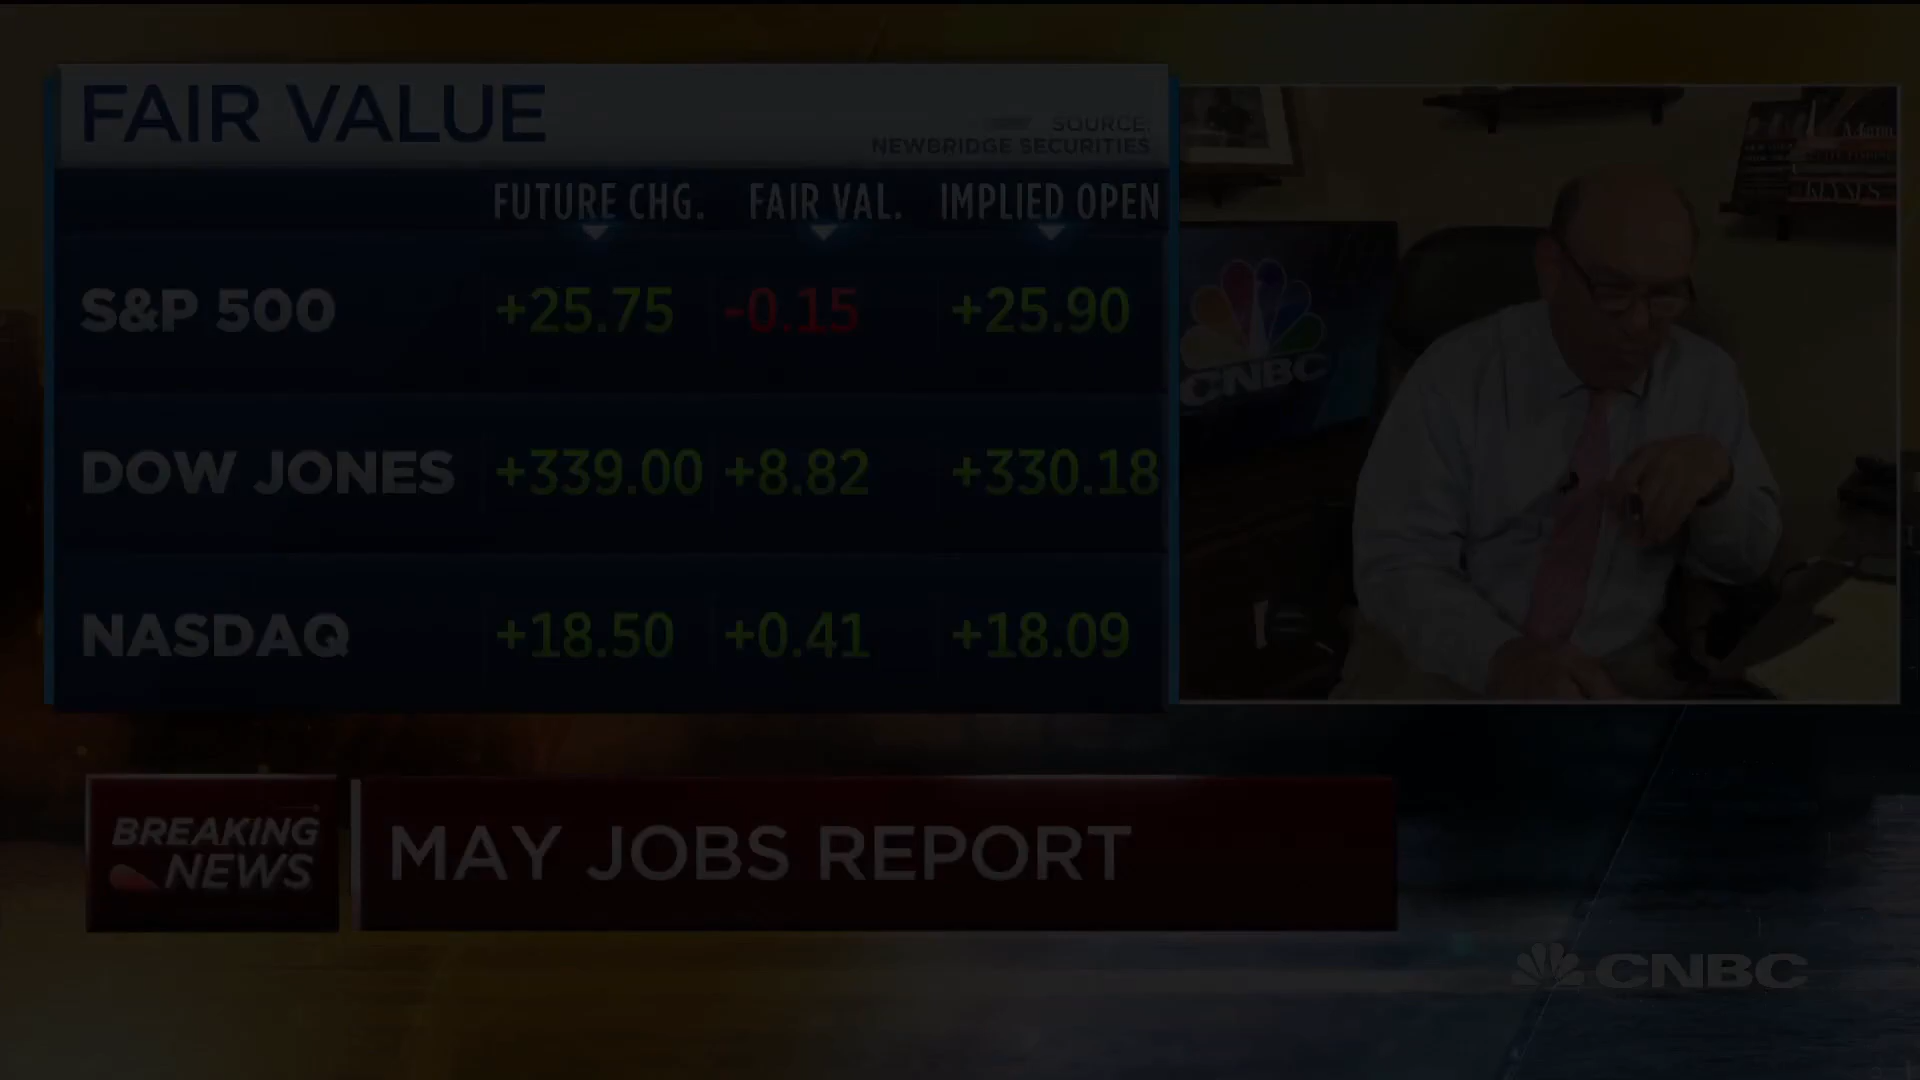 FAIR VALUE
SOURCE:
NEWBRIDGE SECURITIES
FUTURE CHG. FAIR VAL. IMPLIED OPEN
S&P 500 +25.75 -0.15 +25.90
DOW JONES +339.00 +8.82 +330.18
NASDAQ +18.50 +0.41 +18.09
CNBC
KEYNES
BREAKING
NEWS
MAY JOBS REPORT
CNBC